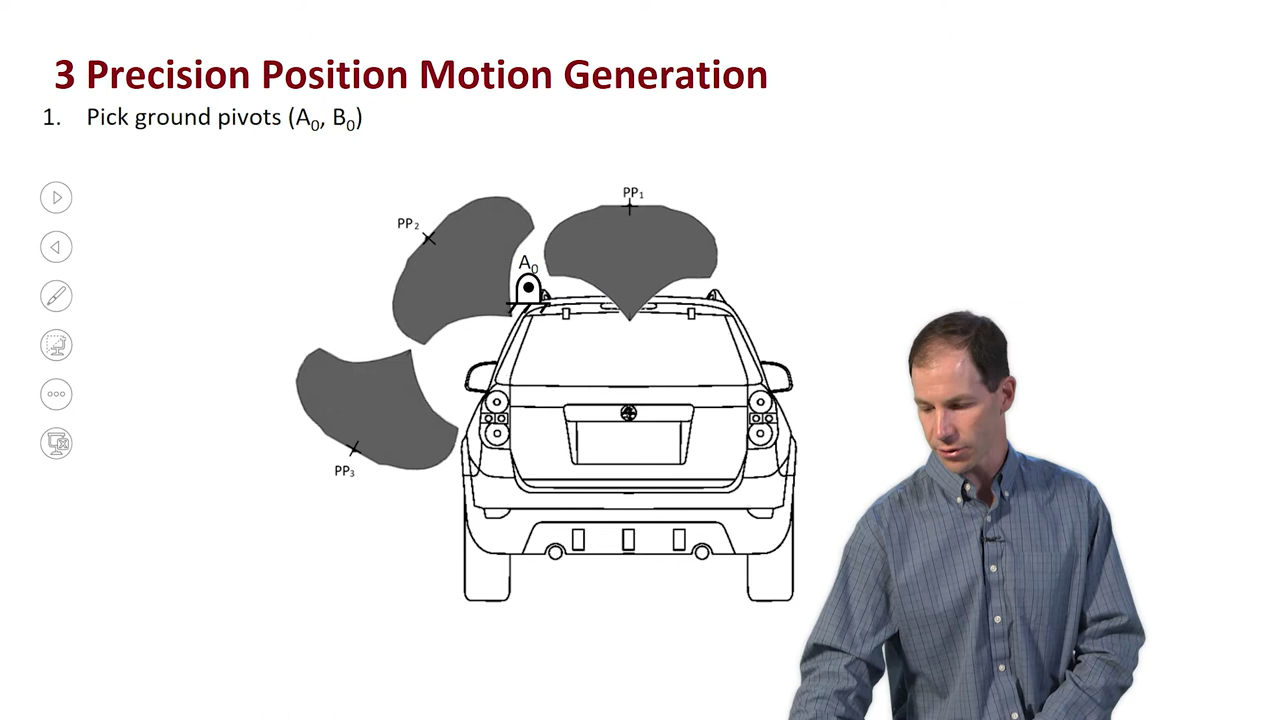 3 Precision Position Motion Generation
1. Pick ground pivots (A₀, B₀)
PP₁
PP₂
A₀
PP₃